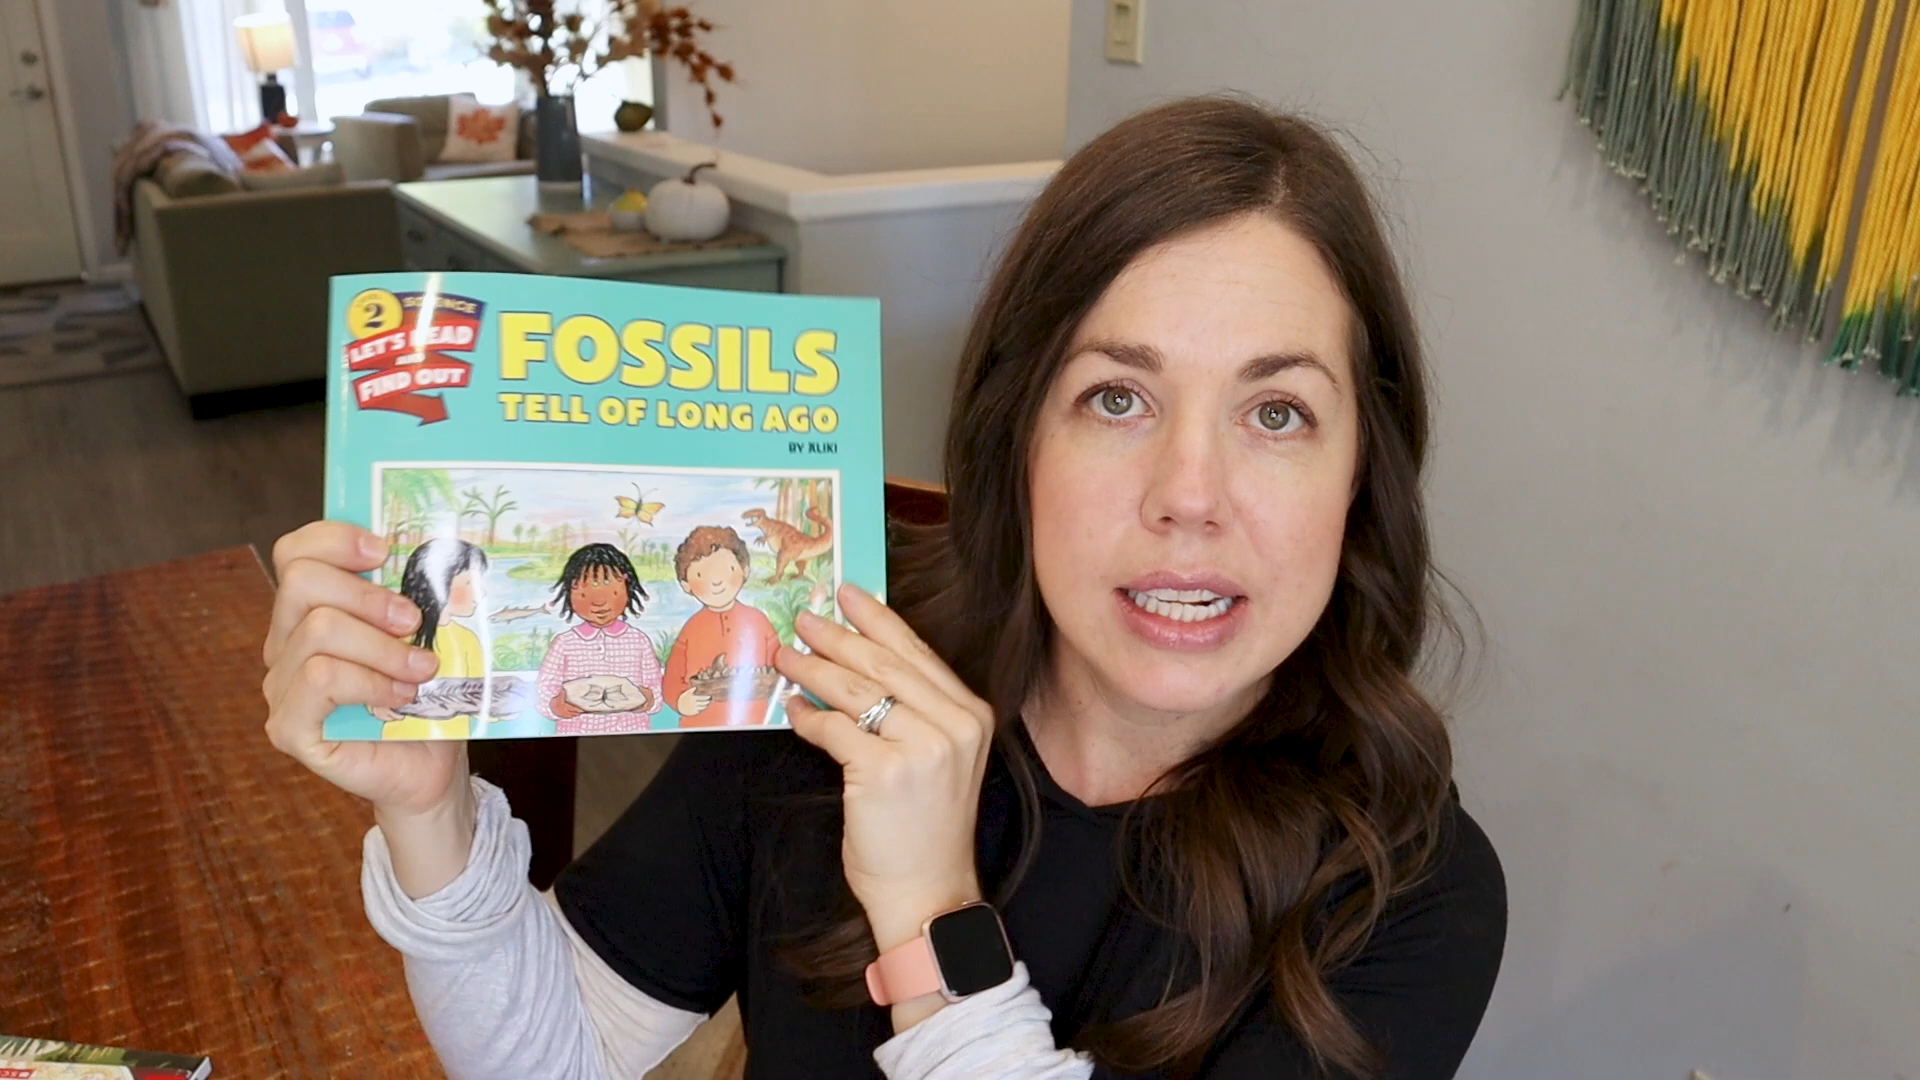 2
SCIENCE
LET'S READ
AND
FIND OUT
FOSSILS
TELL OF LONG AGO
BY ALIKI